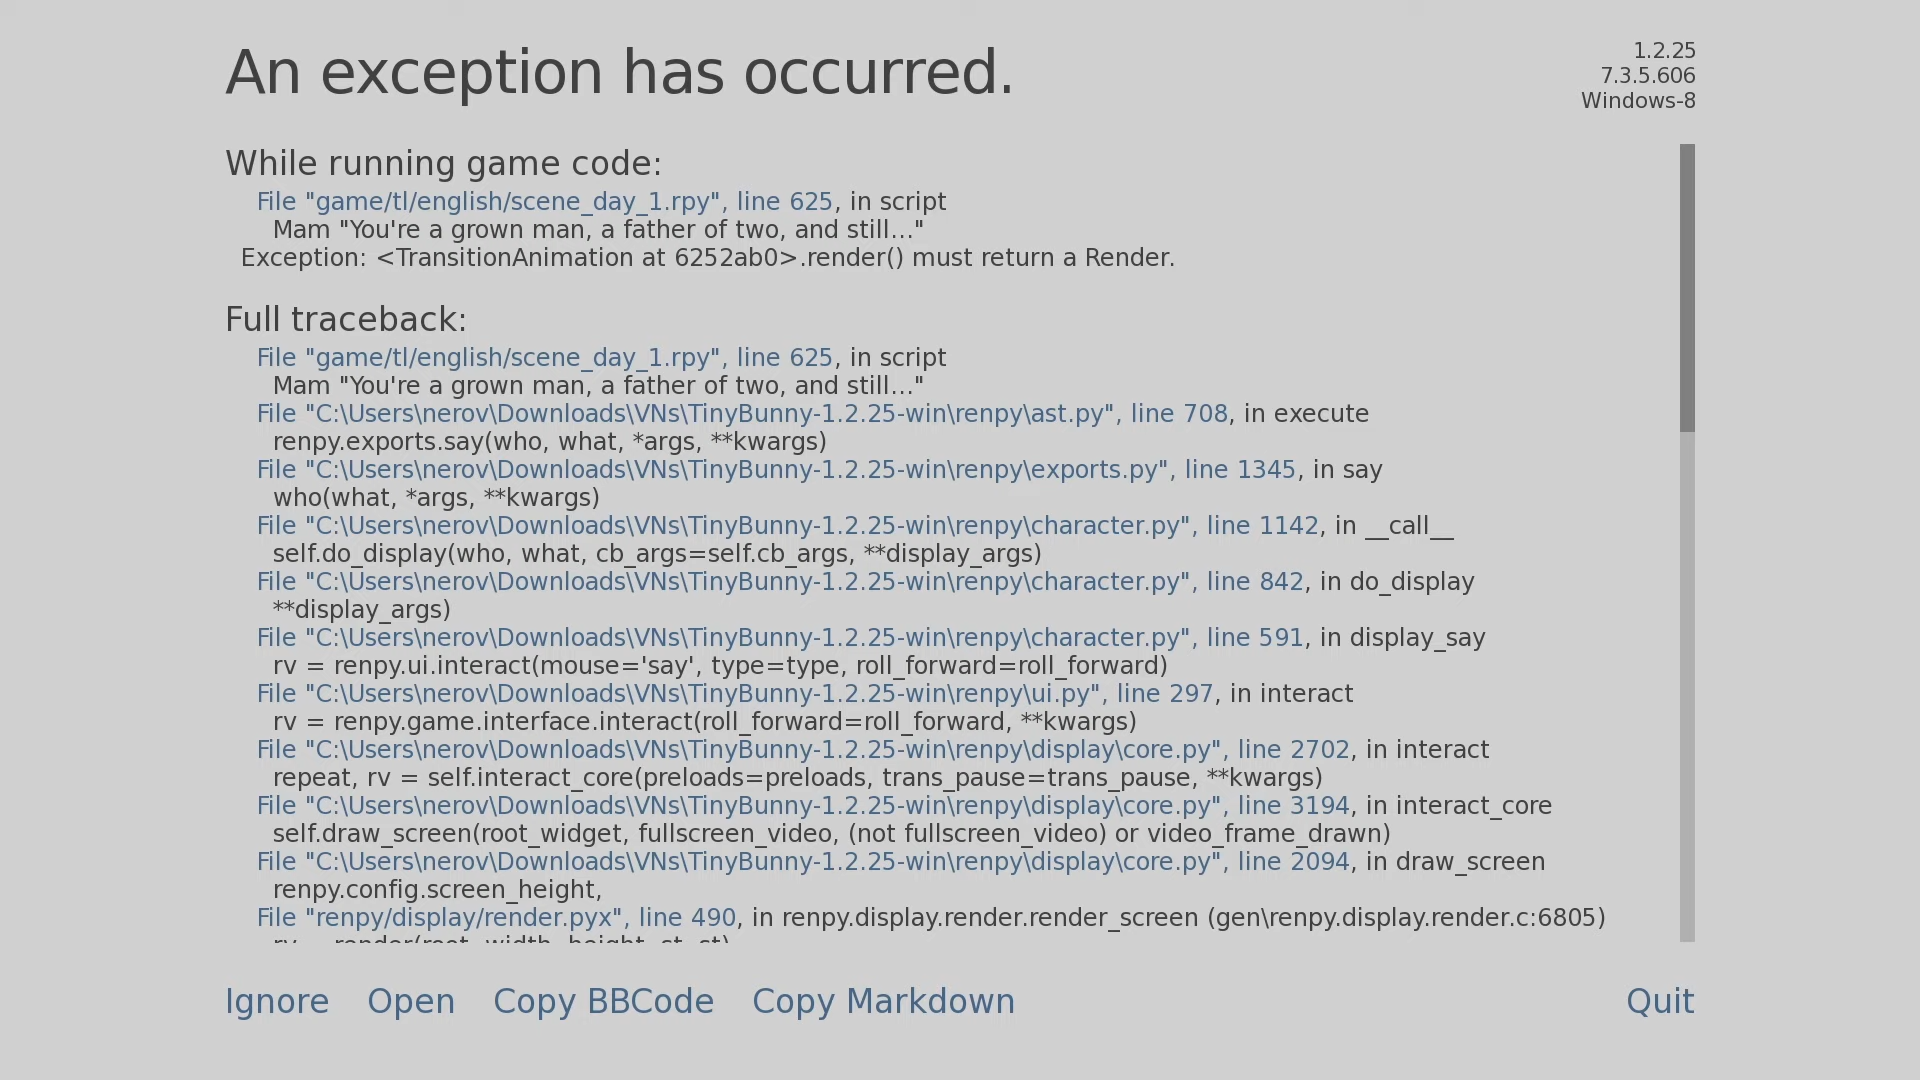 An exception has occurred.
1.2.25
7.3.5.606
Windows-8
While running game code:
File "game/tl/english/scene_day_1.rpy", line 625, in script
Mam "You're a grown man, a father of two, and still..."
Exception: <TransitionAnimation at 6252ab0>.render() must return a Render.
Full traceback:
File "game/tl/english/scene_day_1.rpy", line 625, in script
Mam "You're a grown man, a father of two, and still..."
File "C:\Users\nerov\Downloads\VNs\TinyBunny-1.2.25-win\renpy\ast.py", line 708, in execute
renpy.exports.say(who, what, *args, **kwargs)
File "C:\Users\nerov\Downloads\VNs\TinyBunny-1.2.25-win\renpy\exports.py", line 1345, in say
who(what, *args, **kwargs)
File "C:\Users\nerov\Downloads\VNs\TinyBunny-1.2.25-win\renpy\character.py", line 1142, in __call__
self.do_display(who, what, cb_args=self.cb_args, **display_args)
File "C:\Users\nerov\Downloads\VNs\TinyBunny-1.2.25-win\renpy\character.py", line 842, in do_display
**display_args)
File "C:\Users\nerov\Downloads\VNs\TinyBunny-1.2.25-win\renpy\character.py", line 591, in display_say
rv = renpy.ui.interact(mouse='say', type=type, roll_forward=roll_forward)
File "C:\Users\nerov\Downloads\VNs\TinyBunny-1.2.25-win\renpy\ui.py", line 297, in interact
rv = renpy.game.interface.interact(roll_forward=roll_forward, **kwargs)
File "C:\Users\nerov\Downloads\VNs\TinyBunny-1.2.25-win\renpy\display\core.py", line 2702, in interact
repeat, rv = self.interact_core(preloads=preloads, trans_pause=trans_pause, **kwargs)
File "C:\Users\nerov\Downloads\VNs\TinyBunny-1.2.25-win\renpy\display\core.py", line 3194, in interact_core
self.draw_screen(root_widget, fullscreen_video, (not fullscreen_video) or video_frame_drawn)
File "C:\Users\nerov\Downloads\VNs\TinyBunny-1.2.25-win\renpy\display\core.py", line 2094, in draw_screen
renpy.config.screen_height,
File "renpy/display/render.pyx", line 490, in renpy.display.render.render_screen (gen\renpy.display.render.c:6805)
Ignore
Open
Copy BBCode
Copy Markdown
Quit